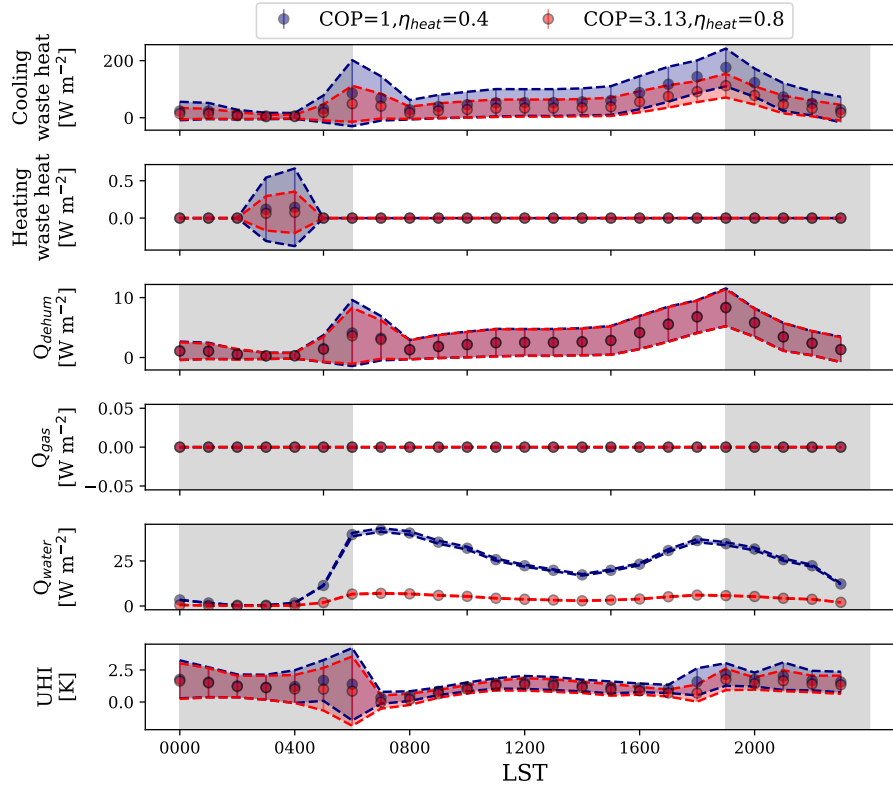 COP=1,η_heat=0.4
COP=3.13,η_heat=0.8
Cooling
waste heat
[W m⁻²]
200
0
Heating
waste heat
[W m⁻²]
0.5
0.0
Q_dehum
[W m⁻²]
10
0
Q_gas
[W m⁻²]
0.05
0.00
−0.05
Q_water
[W m⁻²]
25
0
UHI
[K]
2.5
0.0
0000 0400 0800 1200 1600 2000
LST